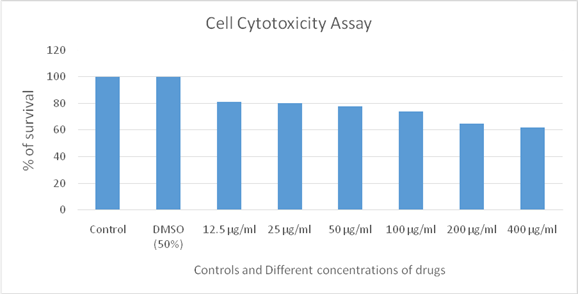 Cell Cytotoxicity Assay
120
100
80
60
40
20
0
% of survival
Control
DMSO
(50%)
12.5 µg/ml
25 µg/ml
50 µg/ml
100 µg/ml
200 µg/ml
400 µg/ml
Controls and Different concentrations of drugs